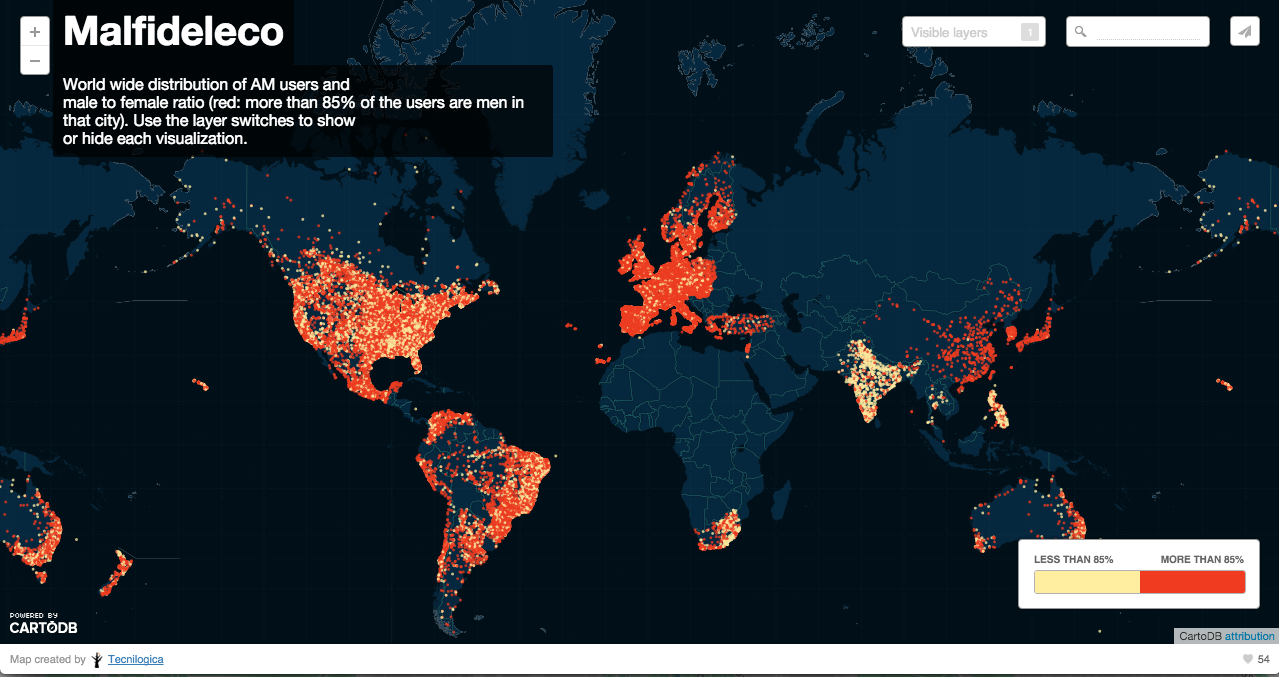 +
Malfideleco
Visible layers 1
−
World wide distribution of AM users and
male to female ratio (red: more than 85% of the users are men in
that city). Use the layer switches to show
or hide each visualization.
LESS THAN 85% MORE THAN 85%
POWERED BY
CARTODB
CartoDB attribution
Map created by Tecnilogica
54